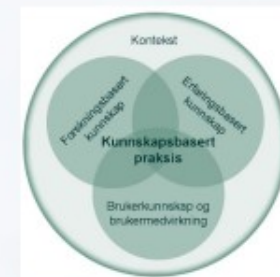 Kontekst
Forskningsbasert
kunnskap
Erfaringsbasert
kunnskap
Kunnskapsbasert
praksis
Brukerkunnskap og
brukermedvirkning